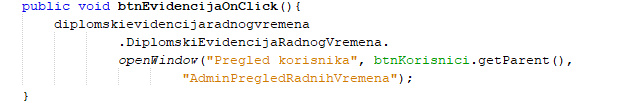 public void btnEvidencijaOnClick(){
diplomskievidencijaradnogvremena
.DiplomskiEvidencijaRadnogVremena.
openWindow("Pregled korisnika", btnKorisnici.getParent(),
"AdminPregledRadnihVremena");
}